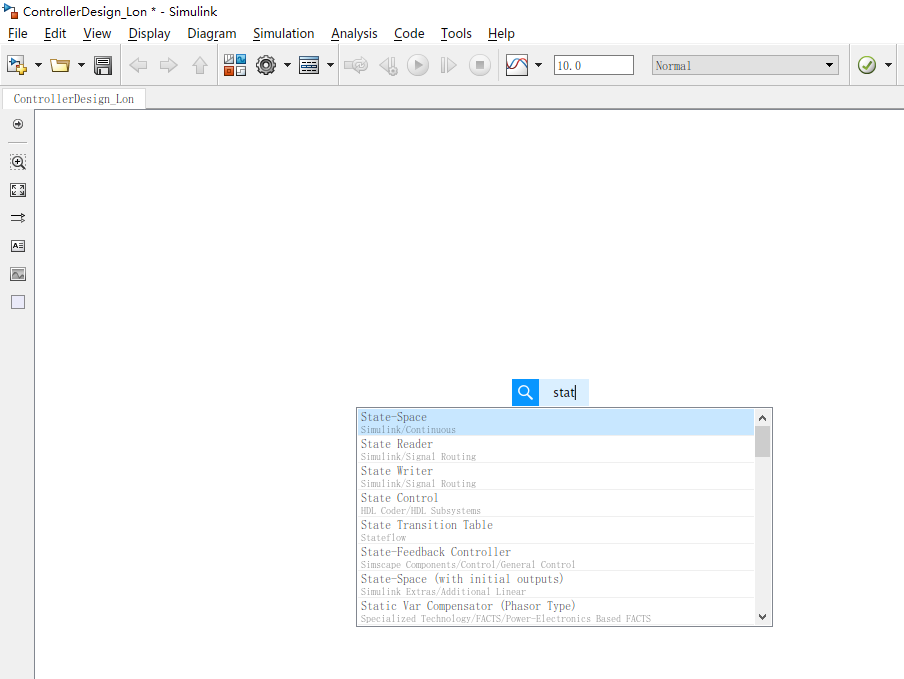 ControllerDesign_Lon * - Simulink
File Edit View Display Diagram Simulation Analysis Code Tools Help
10.0 Normal
ControllerDesign_Lon
stat
State-Space
Simulink/Continuous
State Reader
Simulink/Signal Routing
State Writer
Simulink/Signal Routing
State Control
HDL Coder/HDL Subsystems
State Transition Table
Stateflow
State-Feedback Controller
Simscape Components/Control/General Control
State-Space (with initial outputs)
Simulink Extras/Additional Linear
Static Var Compensator (Phasor Type)
Specialized Technology/FACTS/Power-Electronics Based FACTS